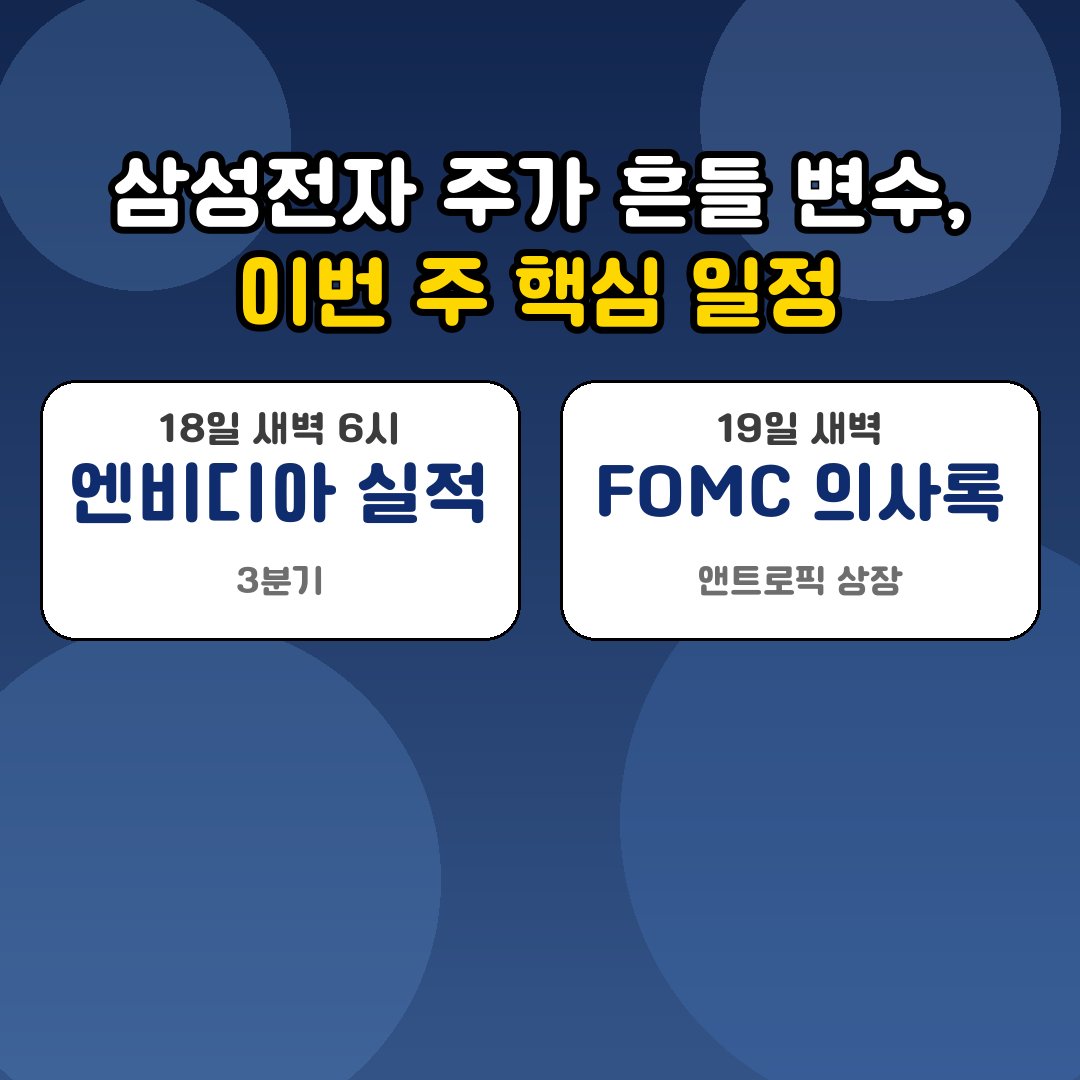 삼성전자 주가 흔들 변수,
이번 주 핵심 일정
18일 새벽 6시
엔비디아 실적
3분기
19일 새벽
FOMC 의사록
앤트로픽 상장